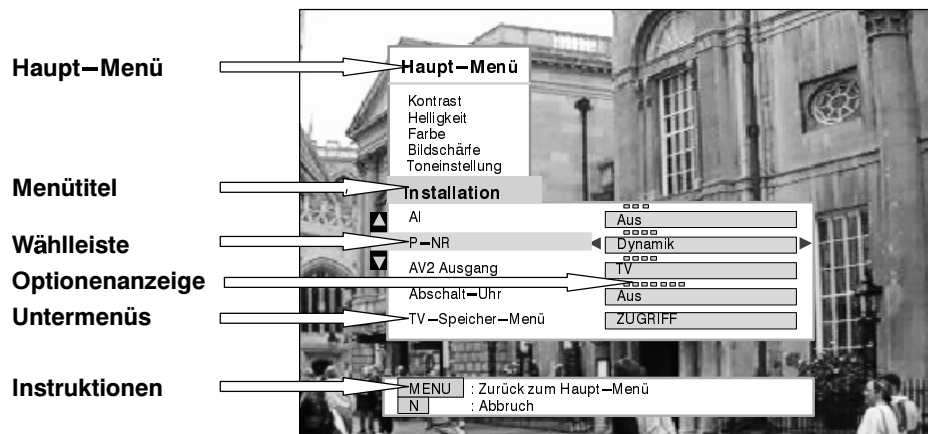 Haupt–Menü
Haupt–Menü
Kontrast
Helligkeit
Farbe
Bildschärfe
Toneinstellung
Menütitel
Installation
AI
Aus
Wählleiste
P–NR
Dynamik
AV2 Ausgang
TV
Optionenanzeige
Abschalt–Uhr
Aus
Untermenüs
TV–Speicher–Menü
ZUGRIFF
Instruktionen
MENU : Zurück zum Haupt–Menü
N : Abbruch